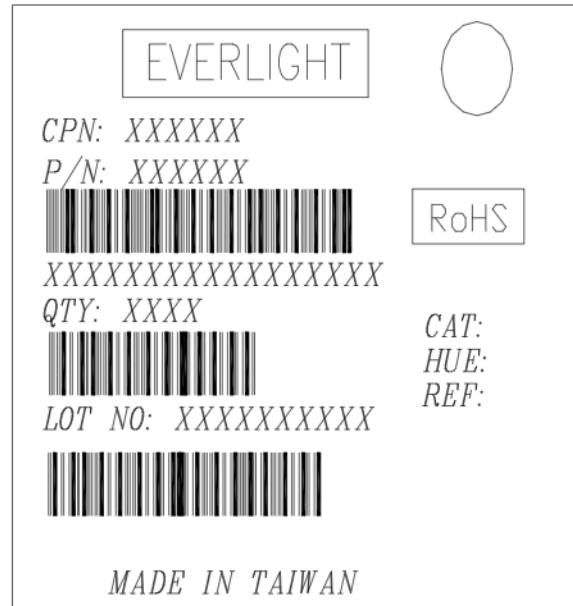 EVERLIGHT
CPN: XXXXXX
P/N: XXXXXX
RoHS
XXXXXXXXXXXXXXXXX
QTY: XXXX
CAT:
HUE:
REF:
LOT NO: XXXXXXXXXX
MADE IN TAIWAN